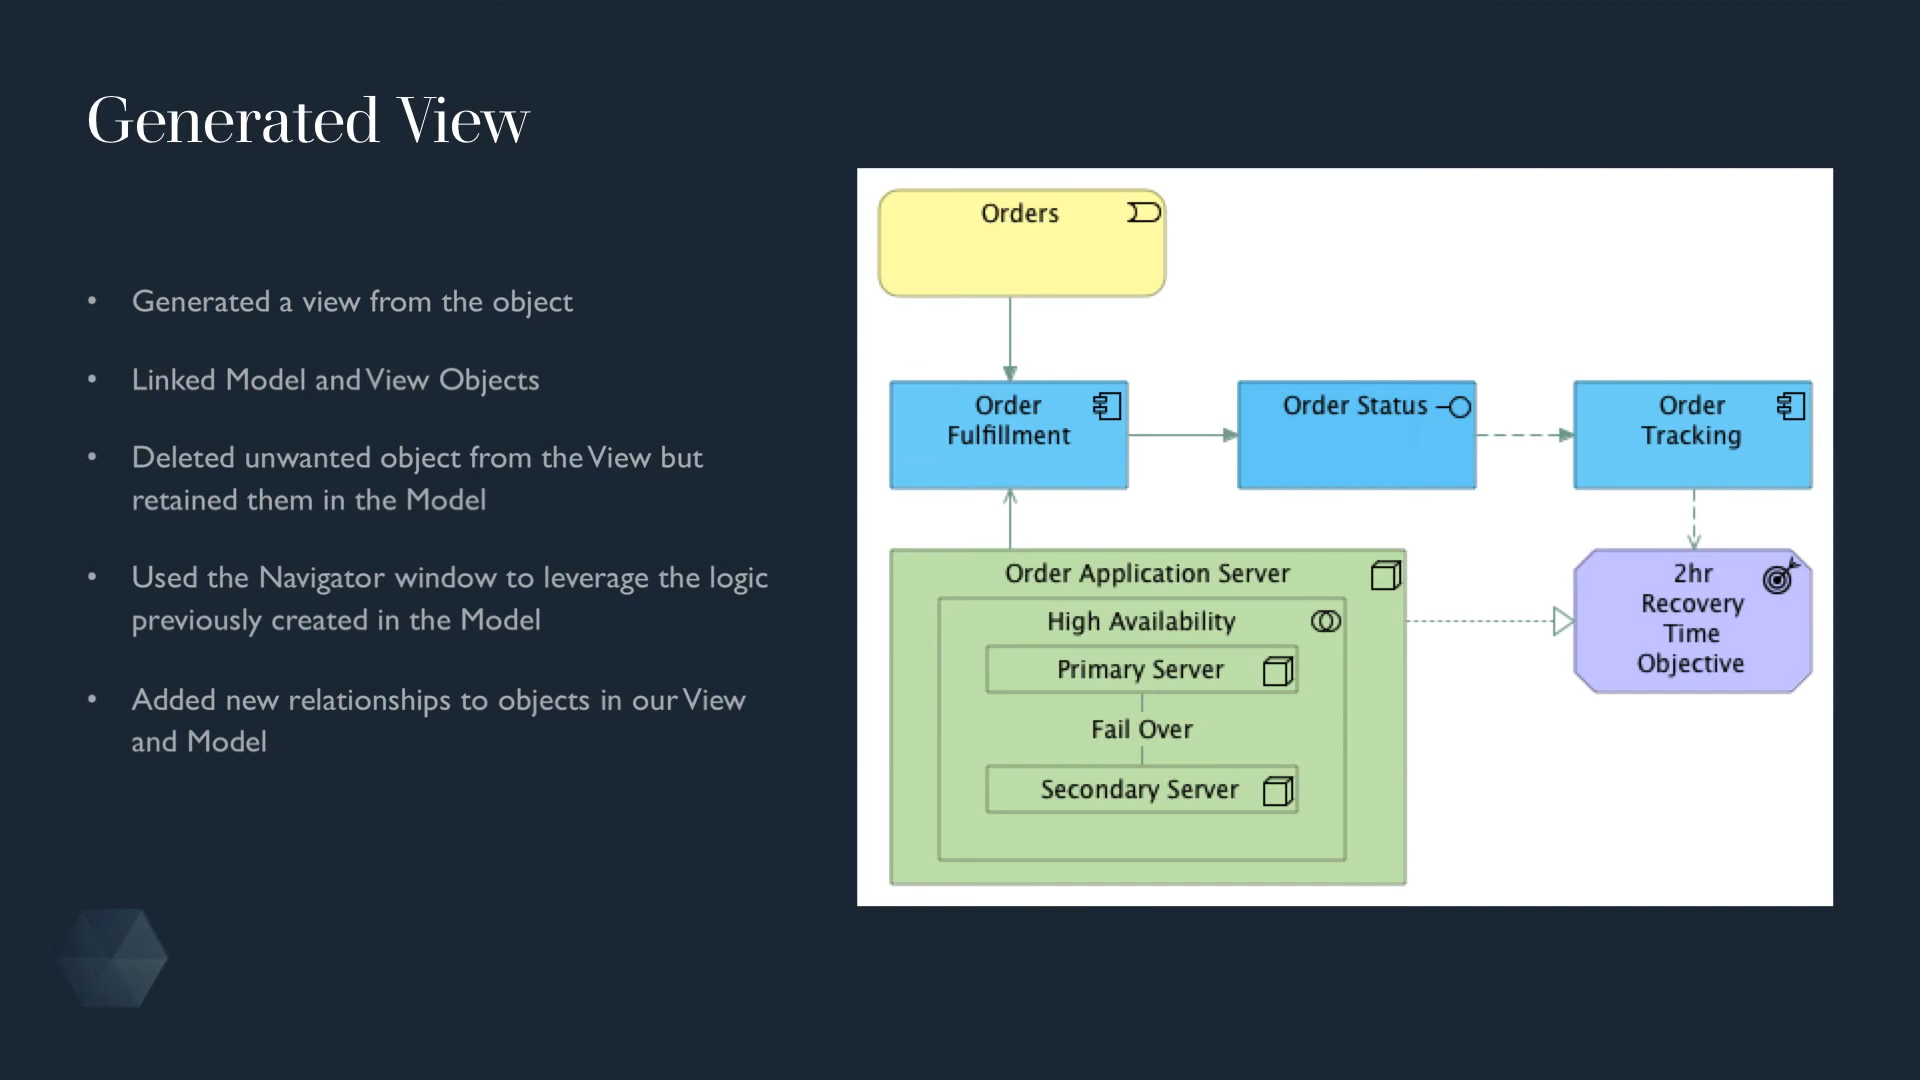 Generated View
• Generated a view from the object
• Linked Model and View Objects
• Deleted unwanted object from the View but
retained them in the Model
• Used the Navigator window to leverage the logic
previously created in the Model
• Added new relationships to objects in our View
and Model
Orders
Order
Fulfillment
Order Status
Order
Tracking
Order Application Server
High Availability
Primary Server
Fail Over
Secondary Server
2hr
Recovery
Time
Objective